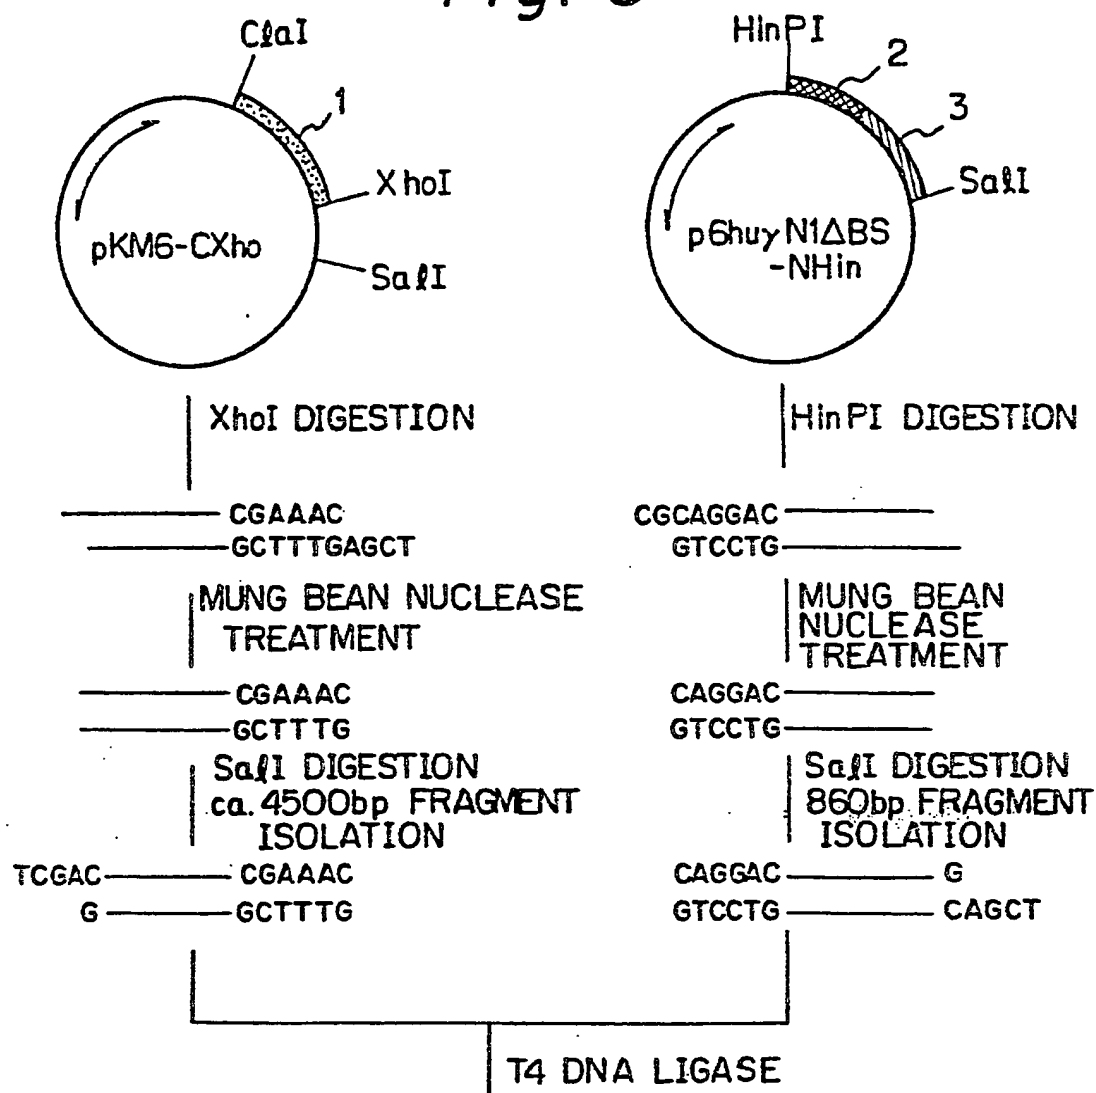 Fig.
ClaI
1
XhoI
SalI
pKM6-CXho
HinPI
2
3
SalI
p6huγN1ΔBS
-NHin
XhoI DIGESTION
HinPI DIGESTION
CGAAAC
GCTTTGAGCT
CGCAGGAC
GTCCTG
MUNG BEAN NUCLEASE
TREATMENT
MUNG BEAN
NUCLEASE
TREATMENT
CGAAAC
GCTTTG
CAGGAC
GTCCTG
SalI DIGESTION
ca. 4500bp FRAGMENT
ISOLATION
SalI DIGESTION
860bp FRAGMENT
ISOLATION
TCGAC CGAAAC
G GCTTTG
CAGGAC G
GTCCTG CAGCT
T4 DNA LIGASE